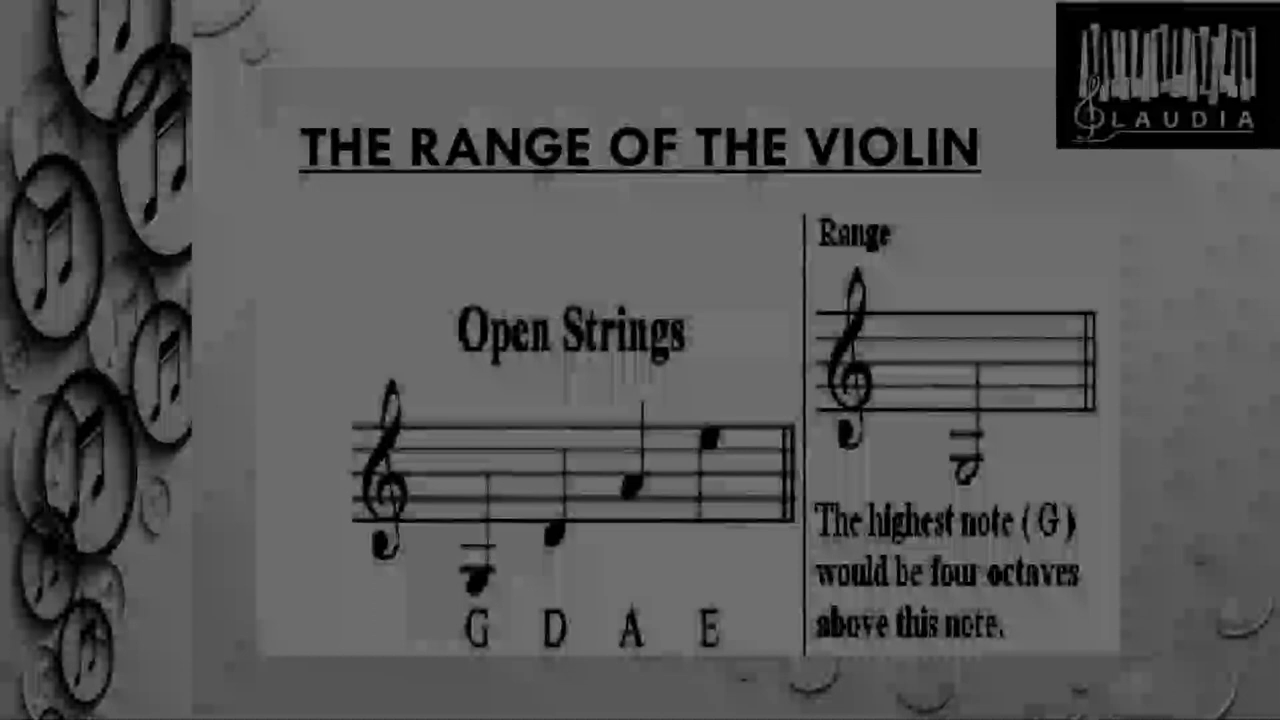 LAUDIA
THE RANGE OF THE VIOLIN
Open Strings
G D A E
Range
The highest note ( G )
would be four octaves
above this note.